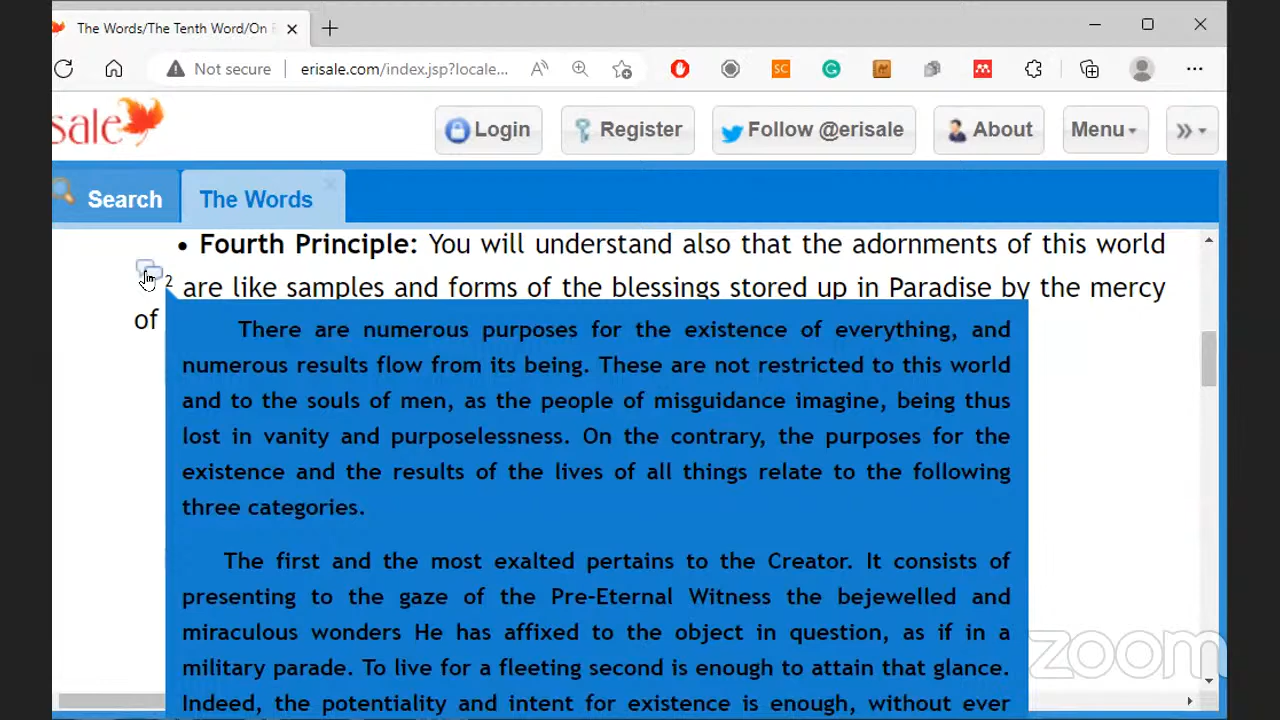 The Words/The Tenth Word/On
Not secure erisale.com/index.jsp?locale...
sale Login Register Follow @erisale About Menu »
Search The Words
• Fourth Principle: You will understand also that the adornments of this world
2 are like samples and forms of the blessings stored up in Paradise by the mercy
of
There are numerous purposes for the existence of everything, and
numerous results flow from its being. These are not restricted to this world
and to the souls of men, as the people of misguidance imagine, being thus
lost in vanity and purposelessness. On the contrary, the purposes for the
existence and the results of the lives of all things relate to the following
three categories.
The first and the most exalted pertains to the Creator. It consists of
presenting to the gaze of the Pre-Eternal Witness the bejewelled and
miraculous wonders He has affixed to the object in question, as if in a
military parade. To live for a fleeting second is enough to attain that glance.
Indeed, the potentiality and intent for existence is enough, without ever
zoom